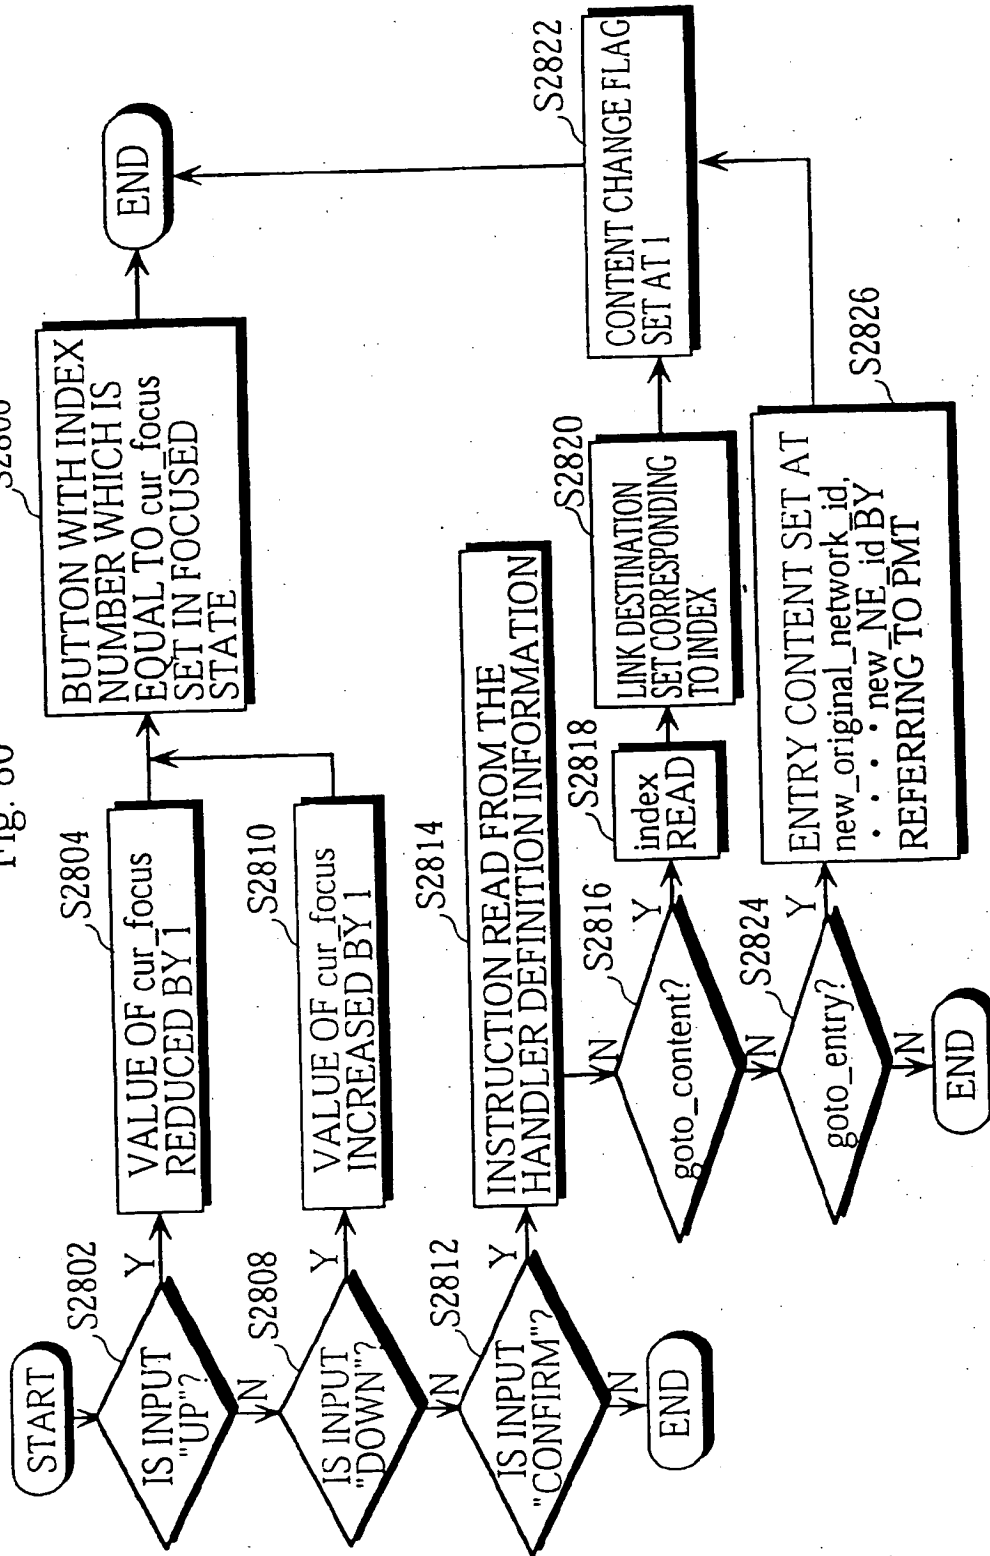 START
IS INPUT
"UP"?
S2802
Y
N
VALUE OF cur_focus
REDUCED BY 1
S2804
BUTTON WITH INDEX
NUMBER WHICH IS
EQUAL TO cur_focus
SET IN FOCUSED
STATE
END
IS INPUT
"DOWN"?
S2808
Y
N
VALUE OF cur_focus
INCREASED BY 1
S2810
IS INPUT
"CONFIRM"?
S2812
Y
N
END
INSTRUCTION READ FROM THE
HANDLER DEFINITION INFORMATION
S2814
N
goto_content?
S2816
Y
N
index
READ
S2818
LINK DESTINATION
SET CORRESPONDING
TO INDEX
S2820
CONTENT CHANGE FLAG
SET AT 1
S2822
goto_entry?
S2824
Y
N
END
ENTRY CONTENT SET AT
new_original_network_id,
· · · · · new_NE_id BY
REFERRING TO PMT
S2826